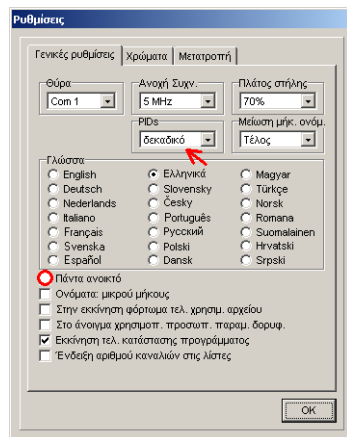 Ρυθμίσεις
Γενικές ρυθμίσεις Χρώματα Μετατροπή
Θύρα Ανοχή Συχν. Πλάτος στήλης
Com 1 5 MHz 70%
PIDs Μείωση μήκ. ονόμ.
δεκαδικό Τέλος
Γλώσσα
English Ελληνικά Magyar
Deutsch Slovensky Türkçe
Nederlands Česky Norsk
Italiano Português Romana
Français Русский Suomalainen
Svenska Polski Hrvatski
Español Dansk Srpski
Πάντα ανοικτό
Ονόματα: μικρού μήκους
Στην εκκίνηση φόρτωμα τελ. χρησιμ. αρχείου
Στο άνοιγμα χρησιμοπ. προσωπ. παραμ. δορυφ.
Εκκίνηση τελ. κατάστασης προγράμματος
Ένδειξη αριθμού καναλιών στις λίστες
OK